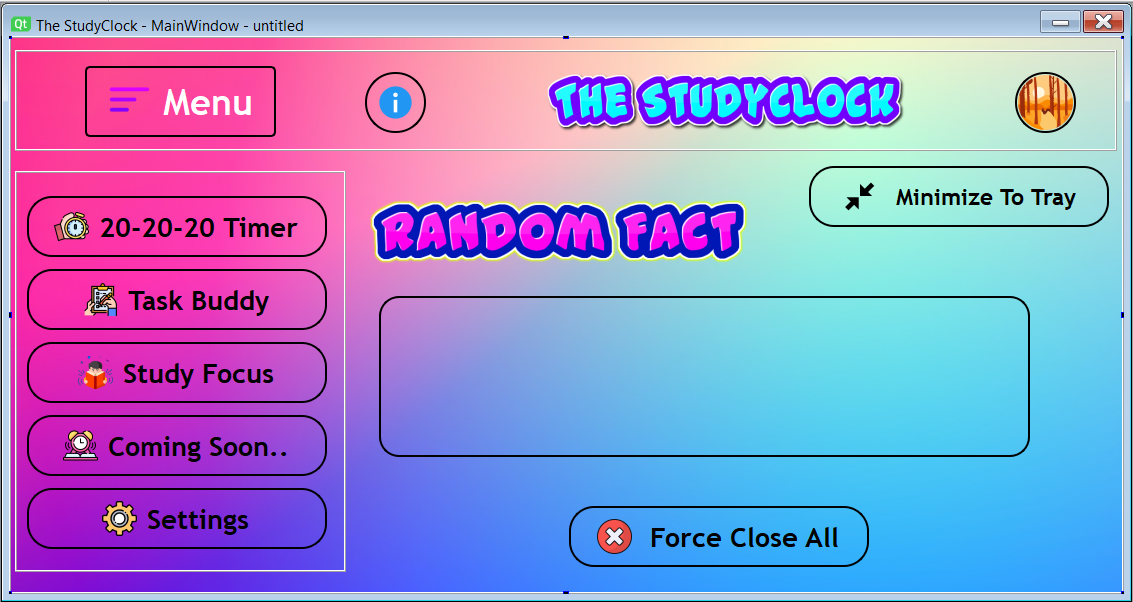 Qt The StudyClock - MainWindow - untitled
Menu
i
THE STUDYCLOCK
Minimize To Tray
20-20-20 Timer
RANDOM FACT
Task Buddy
Study Focus
Coming Soon..
Settings
Force Close All